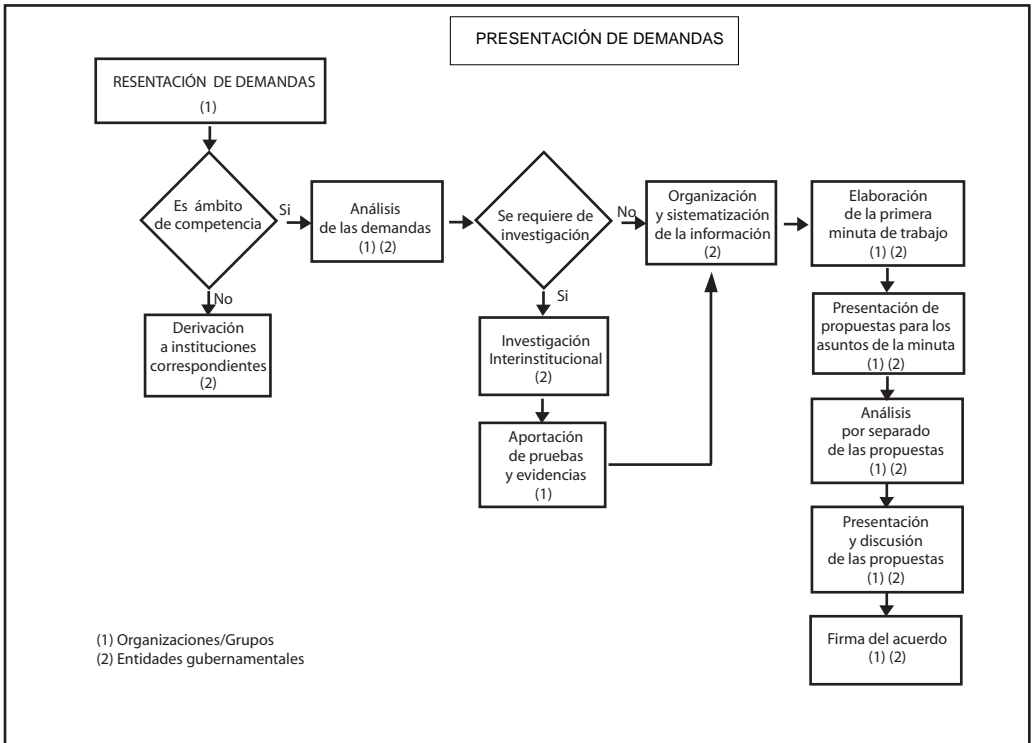 PRESENTACIÓN DE DEMANDAS
RESENTACIÓN DE DEMANDAS
(1)
Es ámbito
de competencia
Si
No
Derivación
a instituciones
correspondientes
(2)
Análisis
de las demandas
(1) (2)
Se requiere de
investigación
No
Si
Investigación
Interinstitucional
(2)
Aportación
de pruebas
y evidencias
(1)
Organización
y sistematización
de la información
(2)
Elaboración
de la primera
minuta de trabajo
(1) (2)
Presentación de
propuestas para los
asuntos de la minuta
(1) (2)
Análisis
por separado
de las propuestas
(1) (2)
Presentación
y discusión
de las propuestas
(1) (2)
Firma del acuerdo
(1) (2)
(1) Organizaciones/Grupos
(2) Entidades gubernamentales